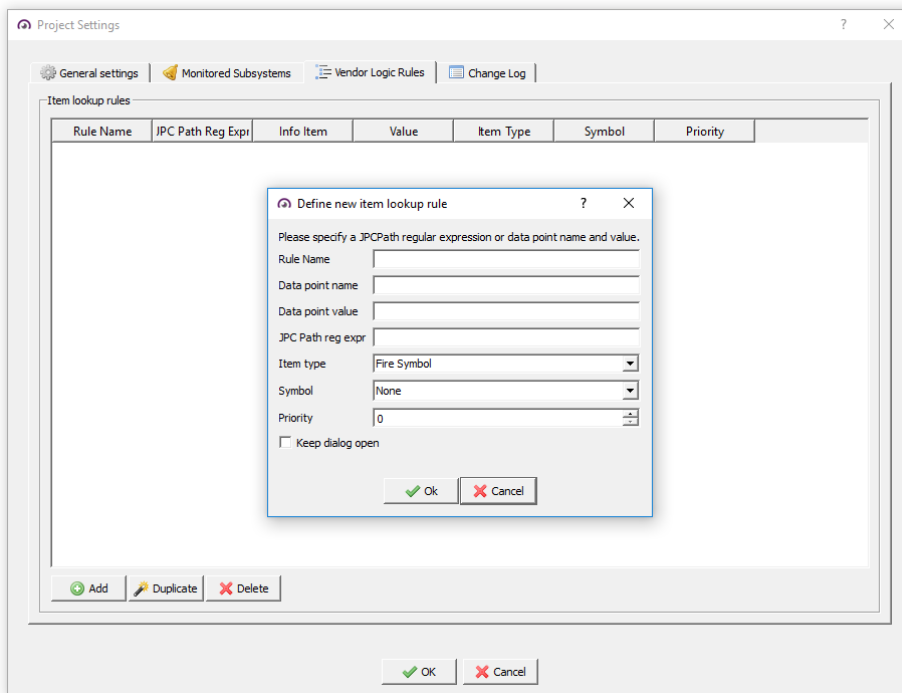 Project Settings
?
General settings
Monitored Subsystems
Vendor Logic Rules
Change Log
Item lookup rules
Rule Name
JPC Path Reg Expr
Info Item
Value
Item Type
Symbol
Priority
Define new item lookup rule
?
Please specify a JPCPath regular expression or data point name and value.
Rule Name
Data point name
Data point value
JPC Path reg expr
Item type Fire Symbol
Symbol None
Priority 0
Keep dialog open
Ok Cancel
Add Duplicate Delete
OK Cancel